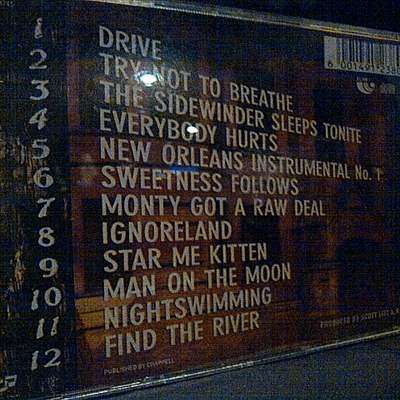 1 DRIVE
2 TRY NOT TO BREATHE
3 THE SIDEWINDER SLEEPS TONITE
4 EVERYBODY HURTS
5 NEW ORLEANS INSTRUMENTAL No. 1
6 SWEETNESS FOLLOWS
7 MONTY GOT A RAW DEAL
8 IGNORELAND
9 STAR ME KITTEN
10 MAN ON THE MOON
11 NIGHTSWIMMING
12 FIND THE RIVER
PUBLISHED BY
PRODUCED BY SCOTT